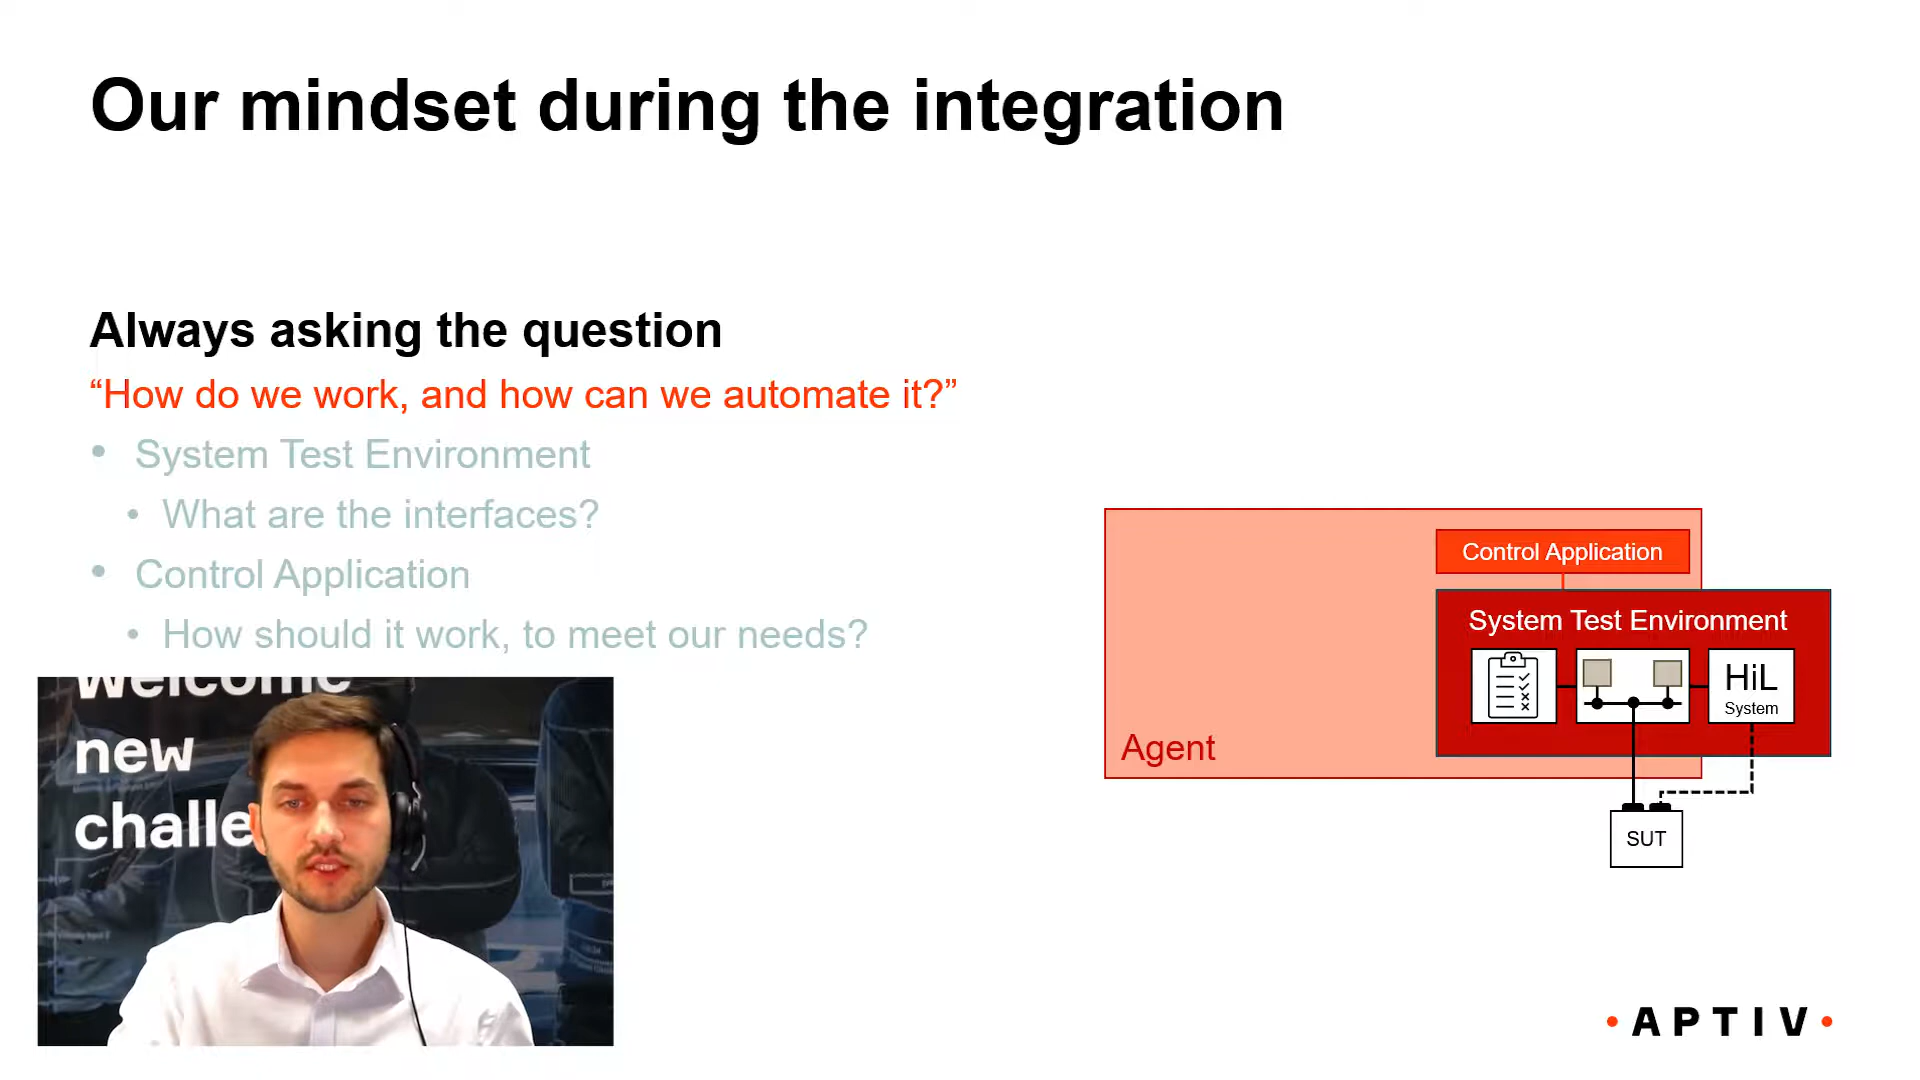 Our mindset during the integration
Always asking the question
“How do we work, and how can we automate it?”
• System Test Environment
• What are the interfaces?
• Control Application
• How should it work, to meet our needs?
Control Application
System Test Environment
HiL
System
Agent
SUT
new
challe
• APTIV •